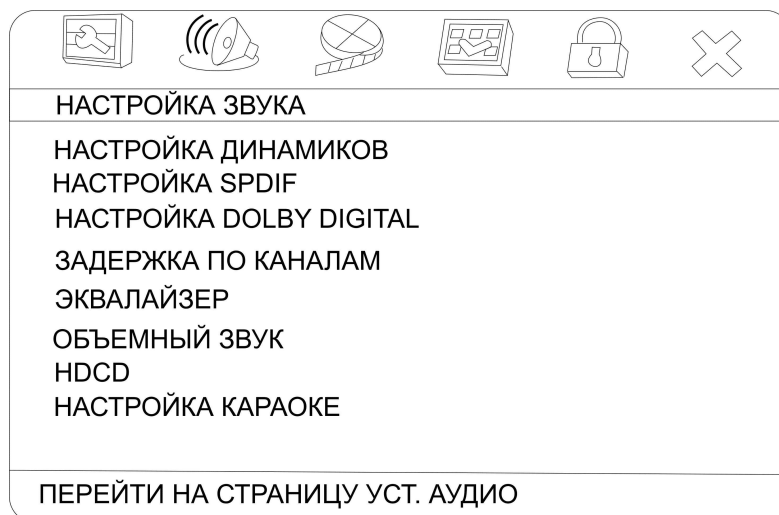 НАСТРОЙКА ЗВУКА
НАСТРОЙКА ДИНАМИКОВ
НАСТРОЙКА SPDIF
НАСТРОЙКА DOLBY DIGITAL
ЗАДЕРЖКА ПО КАНАЛАМ
ЭКВАЛАЙЗЕР
ОБЪЕМНЫЙ ЗВУК
HDCD
НАСТРОЙКА КАРАОКЕ
ПЕРЕЙТИ НА СТРАНИЦУ УСТ. АУДИО